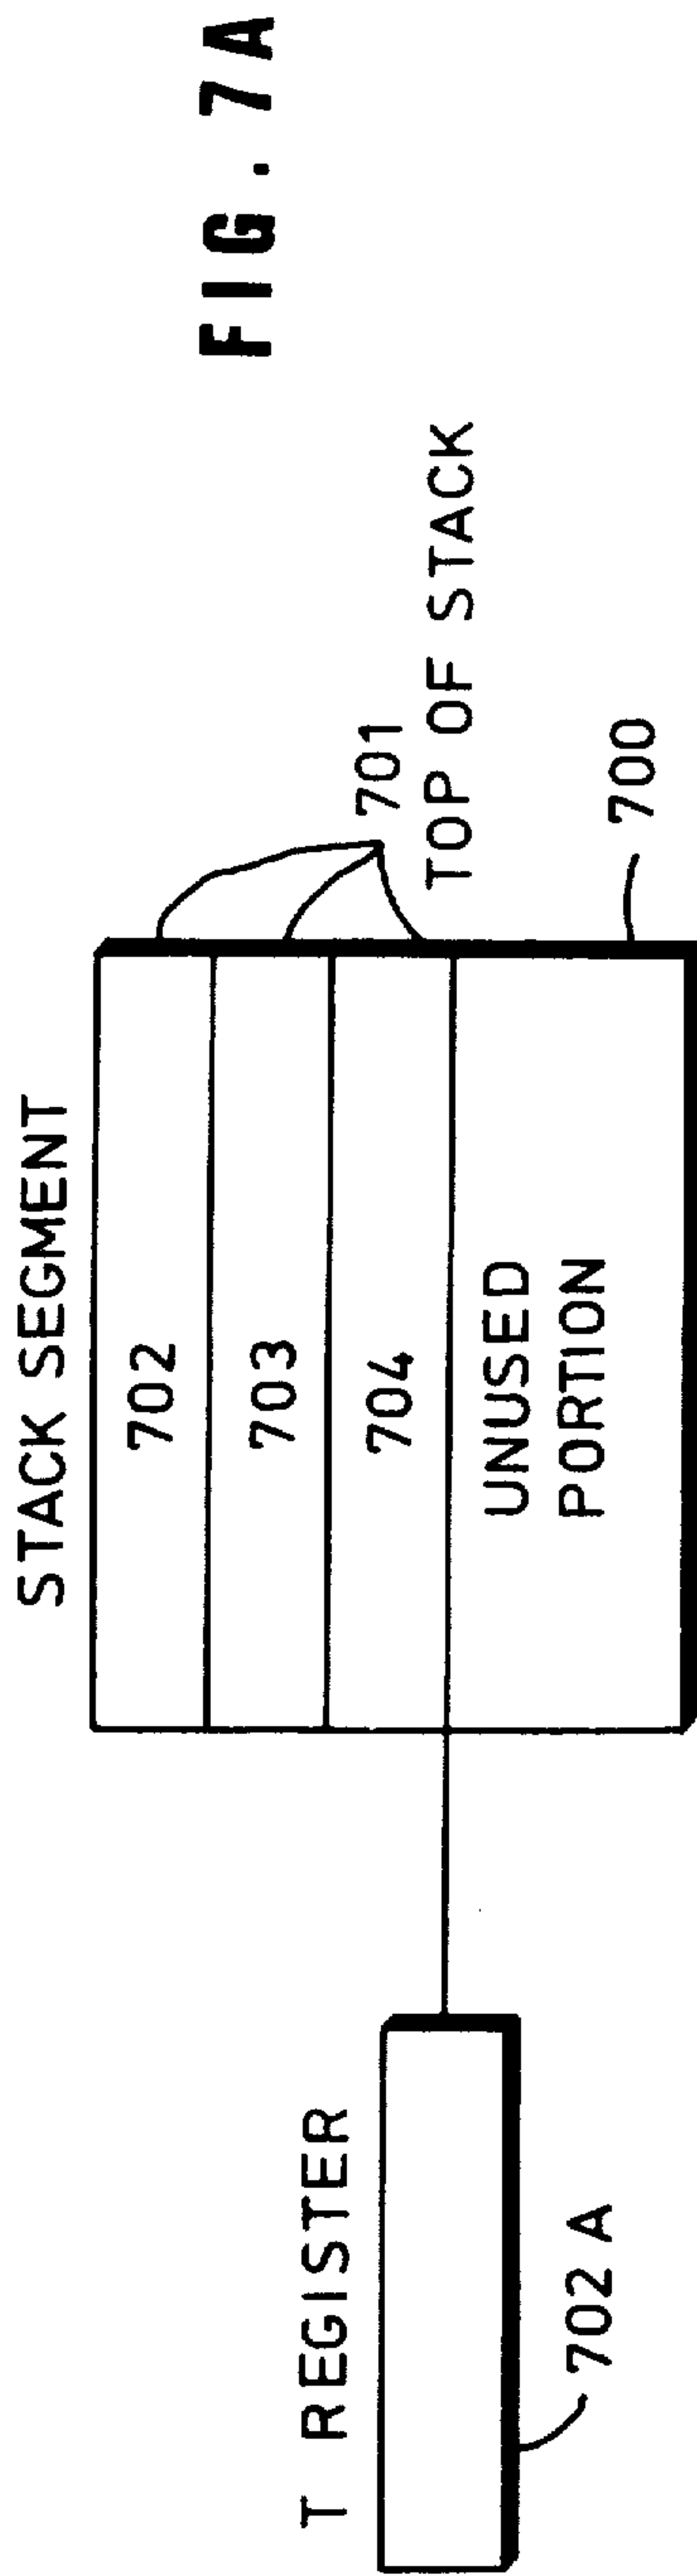 FIG. 7A
STACK SEGMENT
702
703
704
UNUSED
PORTION
701
TOP OF STACK
700
T REGISTER
702 A